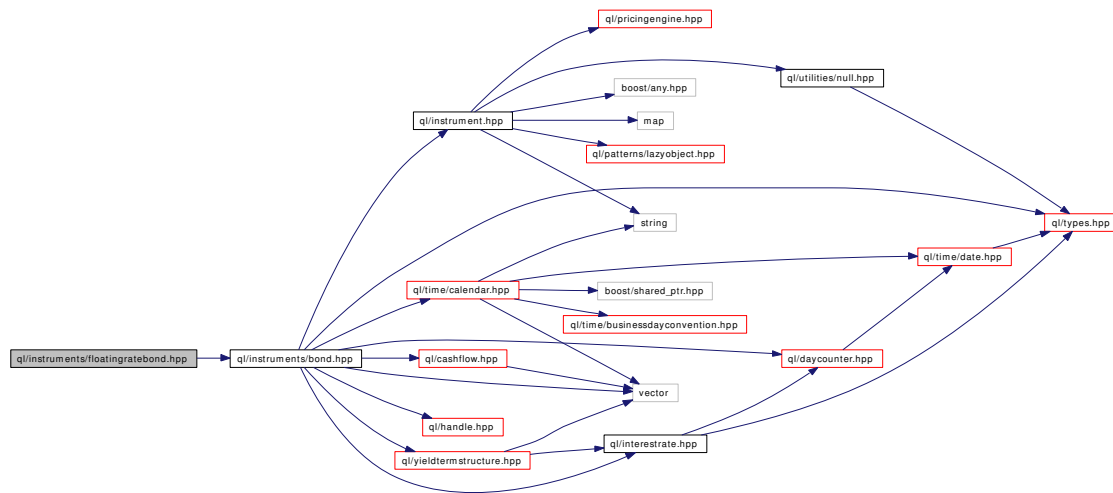 ql/pricingengine.hpp
ql/utilities/null.hpp
boost/any.hpp
ql/instrument.hpp
map
ql/patterns/lazyobject.hpp
string
ql/types.hpp
ql/time/date.hpp
ql/time/calendar.hpp
boost/shared_ptr.hpp
ql/time/businessdayconvention.hpp
ql/instruments/floatingratebond.hpp
ql/instruments/bond.hpp
ql/cashflow.hpp
ql/daycounter.hpp
vector
ql/handle.hpp
ql/interestrate.hpp
ql/yieldtermstructure.hpp